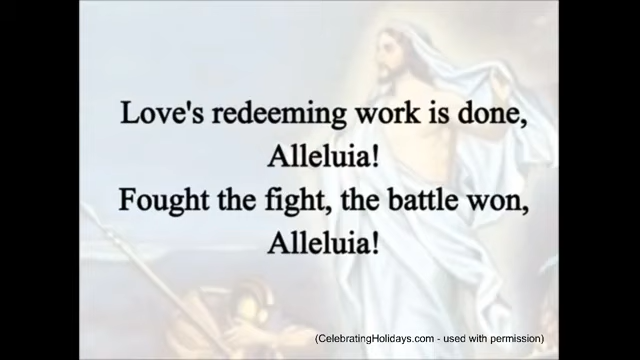 Love's redeeming work is done,
Alleluia!
Fought the fight, the battle won,
Alleluia!
(CelebratingHolidays.com - used with permission)